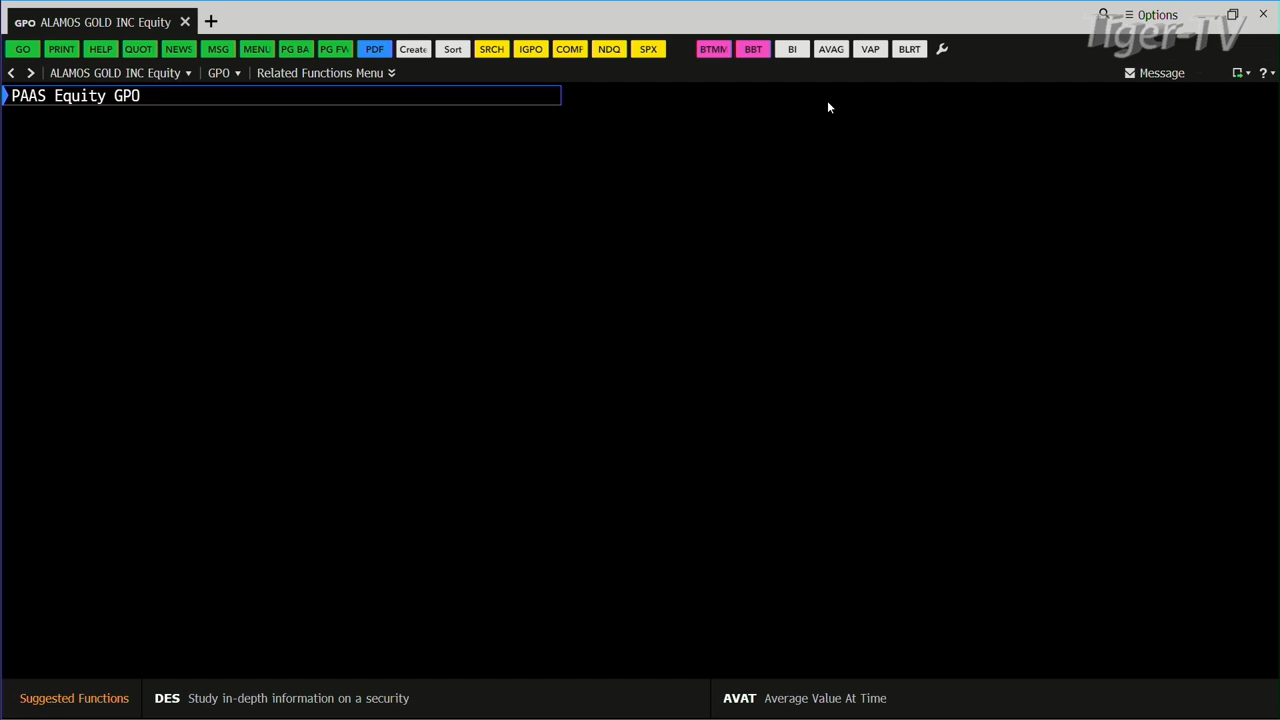 GPO ALAMOS GOLD INC Equity
Options
Tiger-TV
GO PRINT HELP QUOT NEWS MSG MENU PG BA PG FW PDF Create Sort SRCH IGPO COMF NDQ SPX BTMM BBT BI AVAG VAP BLRT
ALAMOS GOLD INC Equity GPO Related Functions Menu Message ?
PAAS Equity GPO
Suggested Functions DES Study in-depth information on a security AVAT Average Value At Time